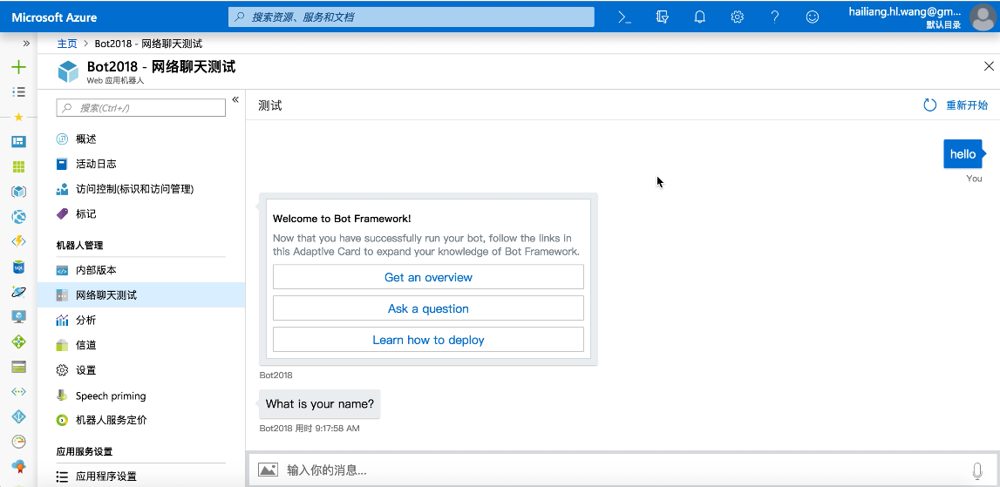 Microsoft Azure
搜索资源、服务和文档
hailiang.hl.wang@gm...
默认目录
主页 > Bot2018 - 网络聊天测试
Bot2018 - 网络聊天测试
Web 应用机器人
搜索(Ctrl+/)
概述
活动日志
访问控制(标识和访问管理)
标记
机器人管理
内部版本
网络聊天测试
分析
信道
设置
Speech priming
机器人服务定价
应用服务设置
应用程序设置
测试
重新开始
hello
You
Welcome to Bot Framework!
Now that you have successfully run your bot, follow the links in
this Adaptive Card to expand your knowledge of Bot Framework.
Get an overview
Ask a question
Learn how to deploy
Bot2018
What is your name?
Bot2018 用时 9:17:58 AM
输入你的消息...